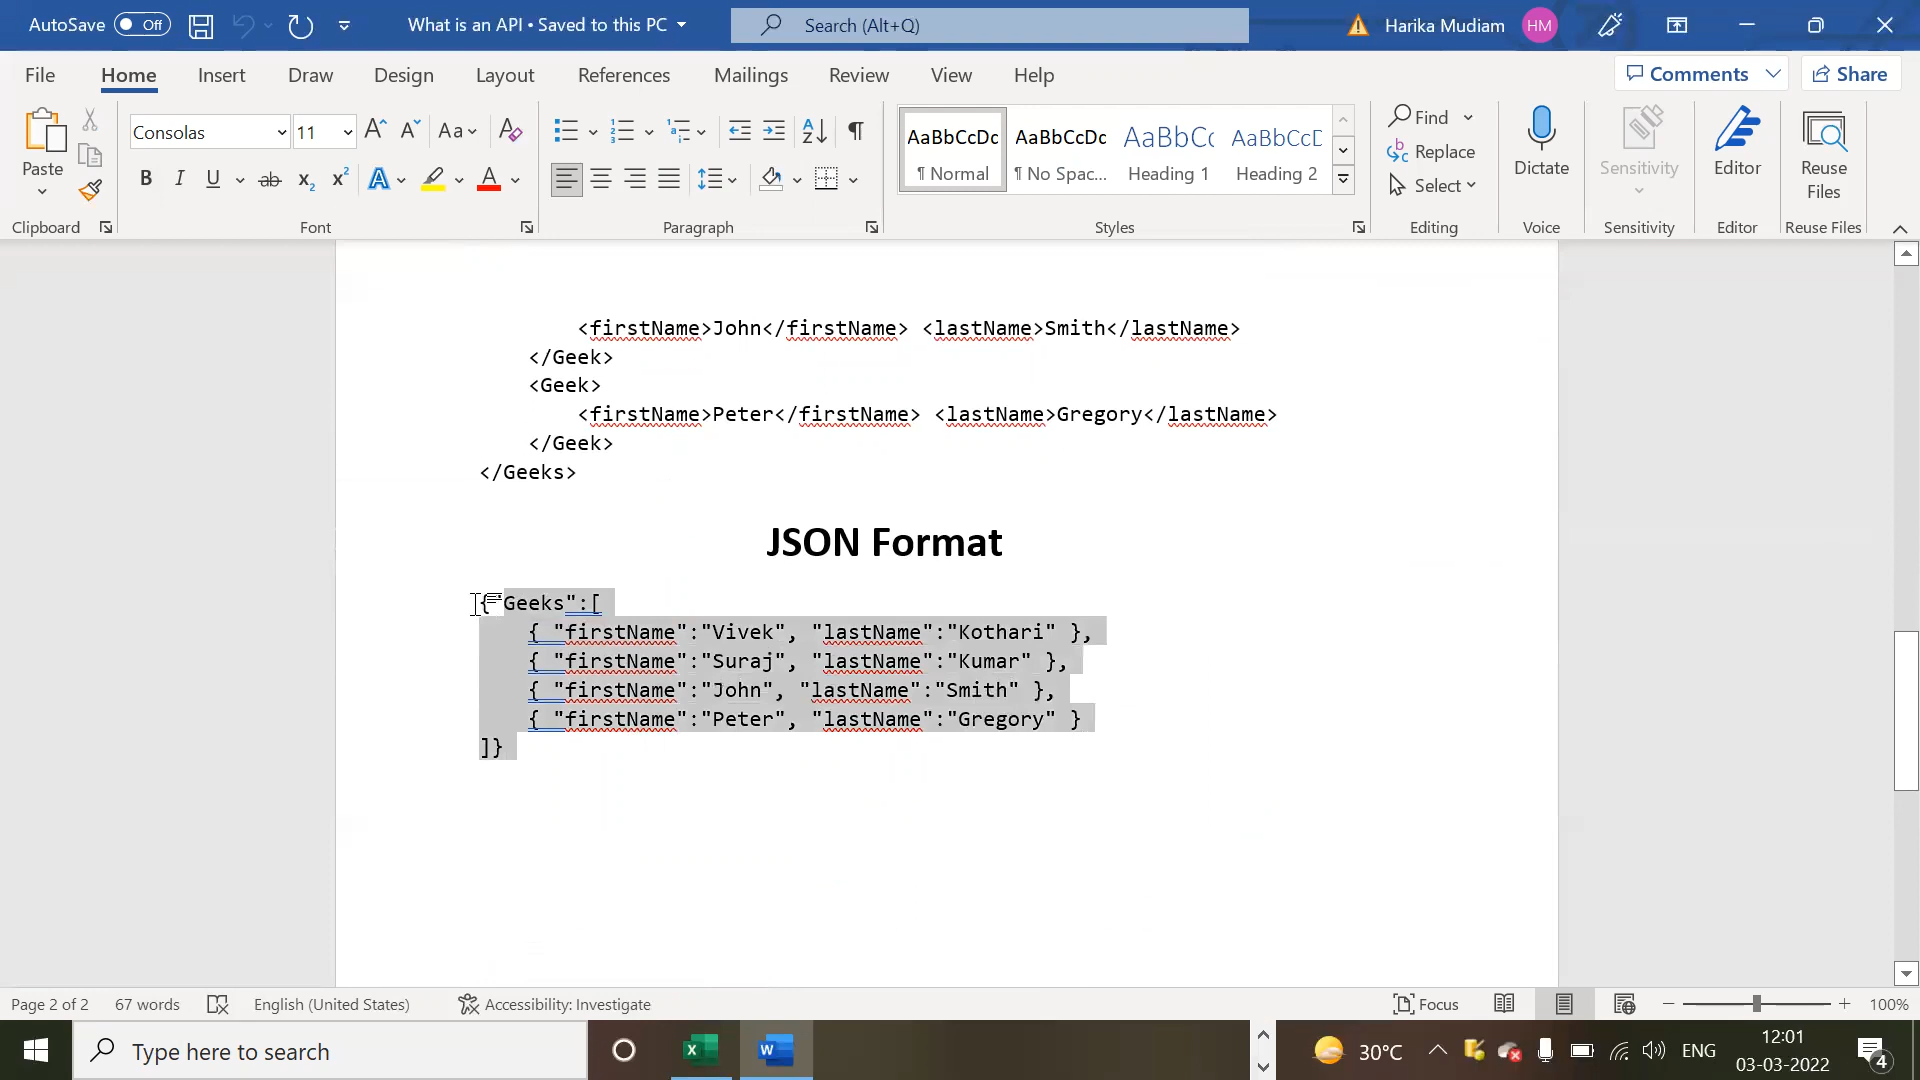 AutoSave Off What is an API • Saved to this PC Search (Alt+Q) Harika Mudiam HM
File Home Insert Draw Design Layout References Mailings Review View Help Comments Share
Paste
Consolas 11 Aa
B I U ab x₂ x² A A
AaBbCcDc AaBbCcDc AaBbC( AaBbCcD
¶ Normal ¶ No Spac... Heading 1 Heading 2
Find
Replace
Select
Dictate
Sensitivity
Editor
Reuse
Files
Clipboard Font Paragraph Styles Editing Voice Sensitivity Editor Reuse Files
<firstName>John</firstName> <lastName>Smith</lastName>
</Geek>
<Geek>
<firstName>Peter</firstName> <lastName>Gregory</lastName>
</Geek>
</Geeks>
JSON Format
{ Geeks":[
{ "firstName":"Vivek", "lastName":"Kothari" },
{ "firstName":"Suraj", "lastName":"Kumar" },
{ "firstName":"John", "lastName":"Smith" },
{ "firstName":"Peter", "lastName":"Gregory" }
]}
Page 2 of 2 67 words English (United States) Accessibility: Investigate Focus 100%
Type here to search 30°C ENG 12:01
03-03-2022 4